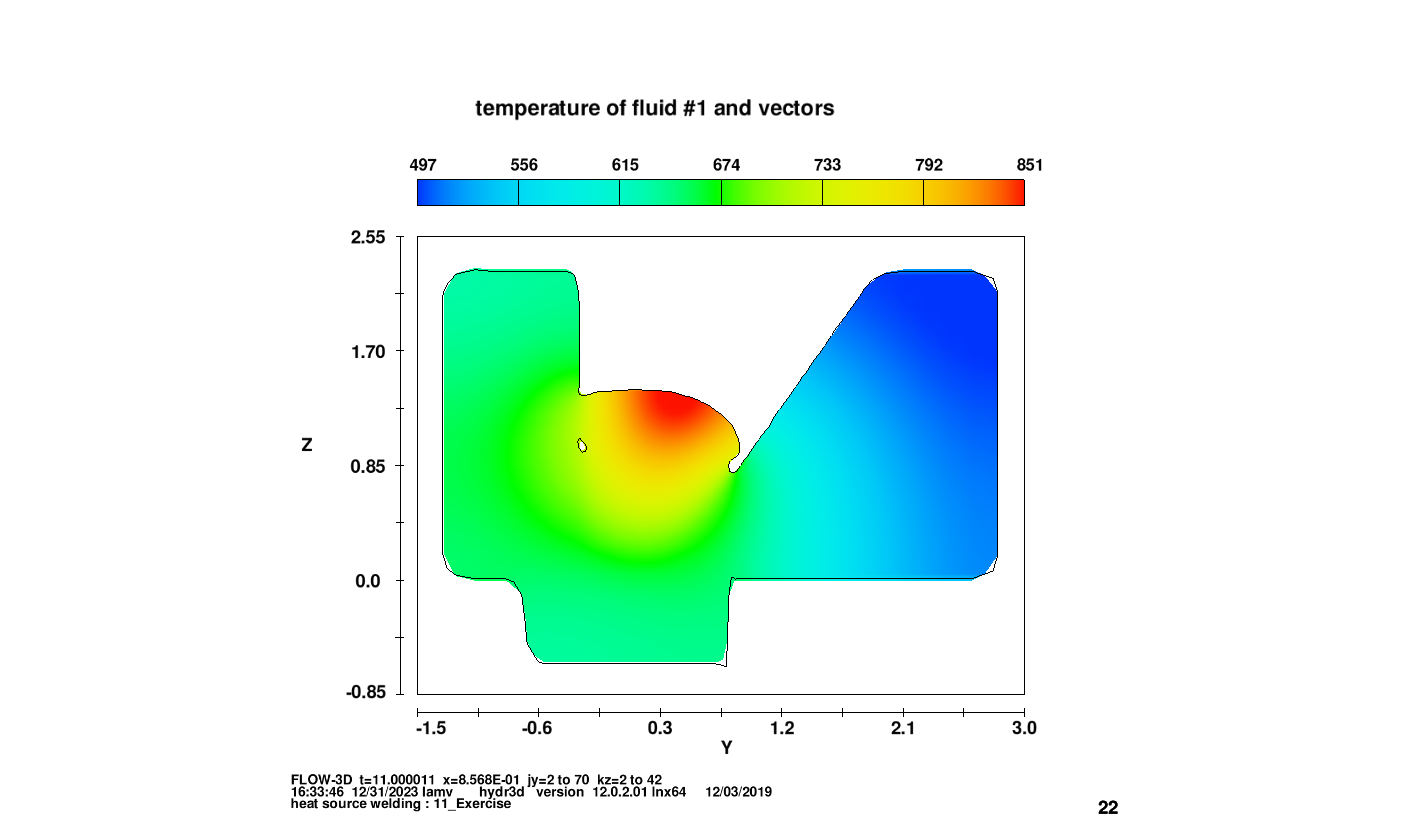 temperature of fluid #1 and vectors
497 556 615 674 733 792 851
2.55
1.70
Z
0.85
0.0
-0.85
-1.5 -0.6 0.3 1.2 2.1 3.0
Y
FLOW-3D t=11.000011 x=8.568E-01 jy=2 to 70 kz=2 to 42
16:33:46 12/31/2023 lamv hydr3d version 12.0.2.01 lnx64 12/03/2019
heat source welding : 11_Exercise
22